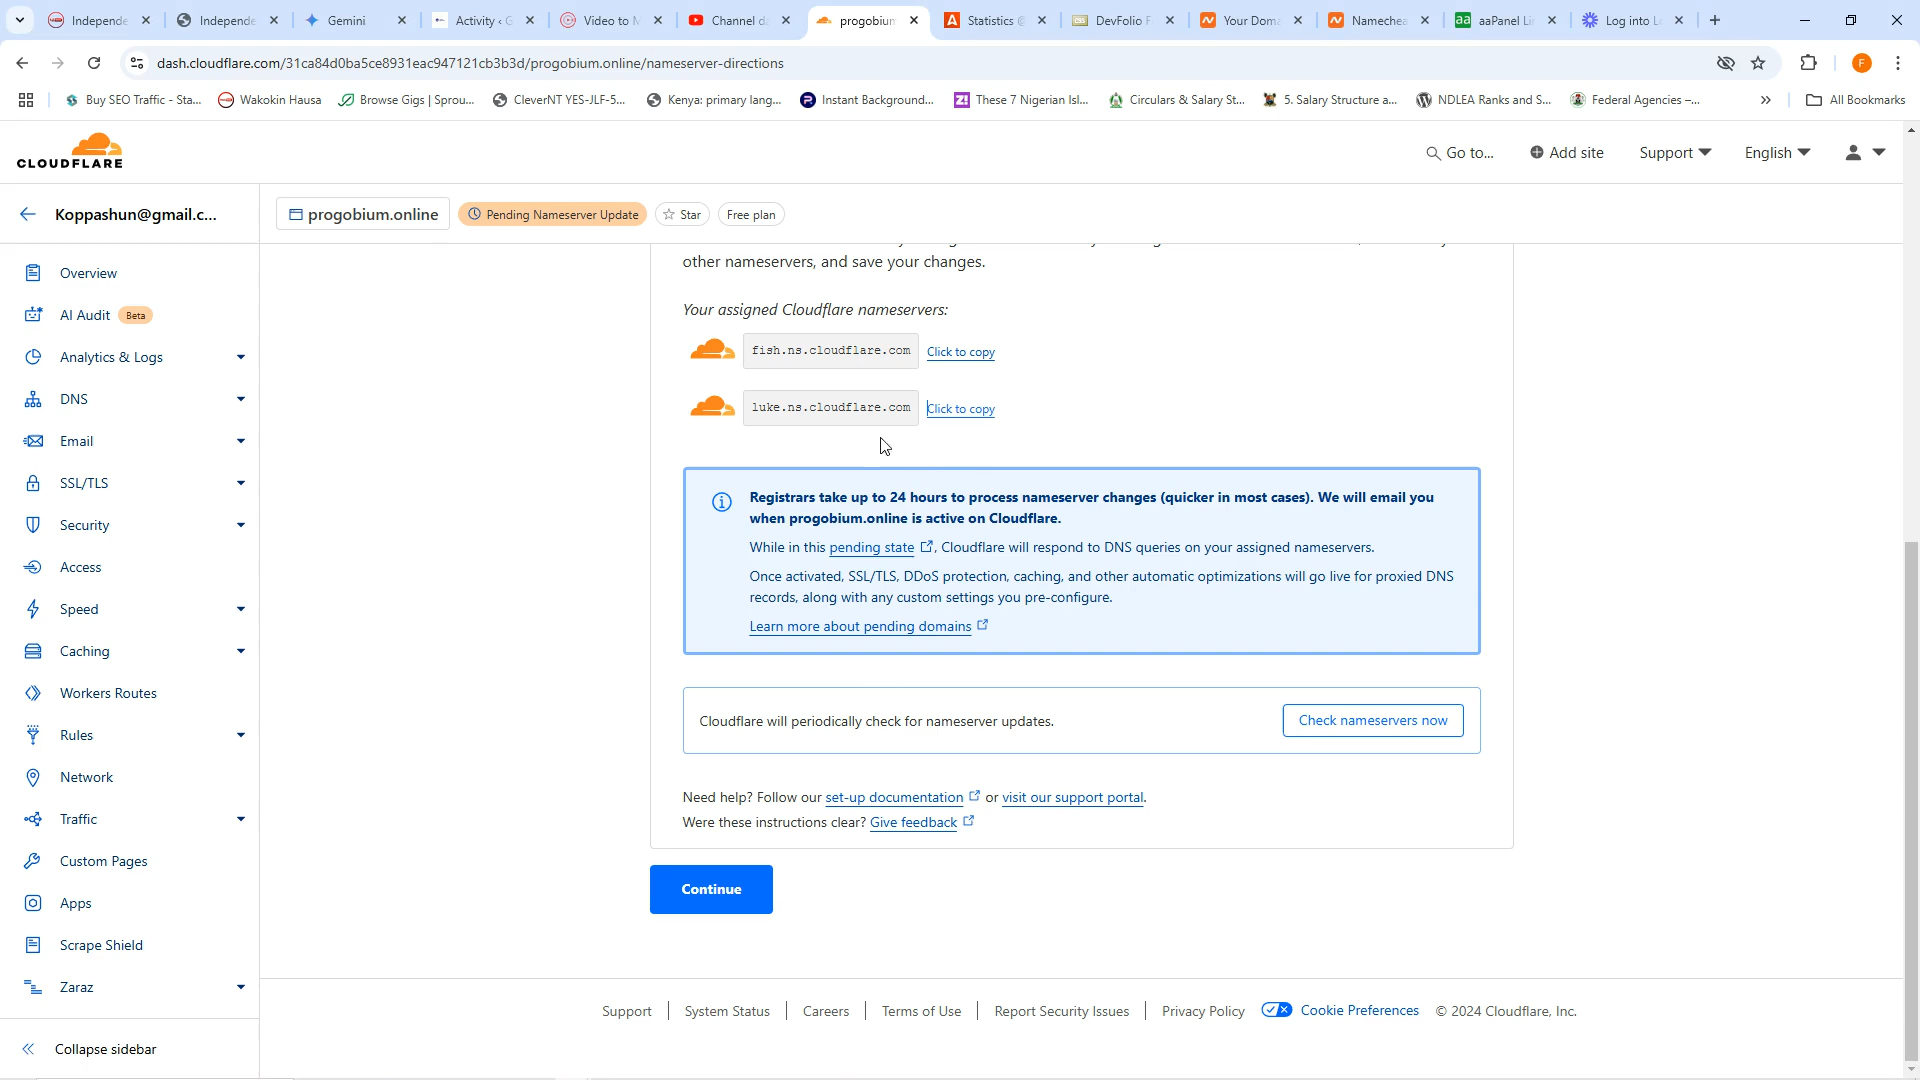 Independe
Independe
Gemini
Activity ‹ G
Video to M
Channel da
progobium
Statistics @
DevFolio F
Your Doma
Namechea
aaPanel Li
Log into L
dash.cloudflare.com/31ca84d0ba5ce8931eac947121cb3b3d/progobium.online/nameserver-directions
F
Buy SEO Traffic - Sta...
Wakokin Hausa
Browse Gigs | Sprou...
CleverNT YES-JLF-5...
Kenya: primary lang...
Instant Background...
These 7 Nigerian Isl...
Circulars & Salary St...
5. Salary Structure a...
NDLEA Ranks and S...
Federal Agencies –...
All Bookmarks
CLOUDFLARE
Go to...
Add site
Support
English
Koppashun@gmail.c...
progobium.online
Pending Nameserver Update
Star
Free plan
Overview
AI Audit Beta
Analytics & Logs
DNS
Email
SSL/TLS
Security
Access
Speed
Caching
Workers Routes
Rules
Network
Traffic
Custom Pages
Apps
Scrape Shield
Zaraz
Collapse sidebar
other nameservers, and save your changes.
Your assigned Cloudflare nameservers:
fish.ns.cloudflare.com Click to copy
luke.ns.cloudflare.com Click to copy
Registrars take up to 24 hours to process nameserver changes (quicker in most cases). We will email you
when progobium.online is active on Cloudflare.
While in this pending state, Cloudflare will respond to DNS queries on your assigned nameservers.
Once activated, SSL/TLS, DDoS protection, caching, and other automatic optimizations will go live for proxied DNS
records, along with any custom settings you pre-configure.
Learn more about pending domains
Cloudflare will periodically check for nameserver updates.
Check nameservers now
Need help? Follow our set-up documentation or visit our support portal.
Were these instructions clear? Give feedback
Continue
Support
System Status
Careers
Terms of Use
Report Security Issues
Privacy Policy
Cookie Preferences
© 2024 Cloudflare, Inc.